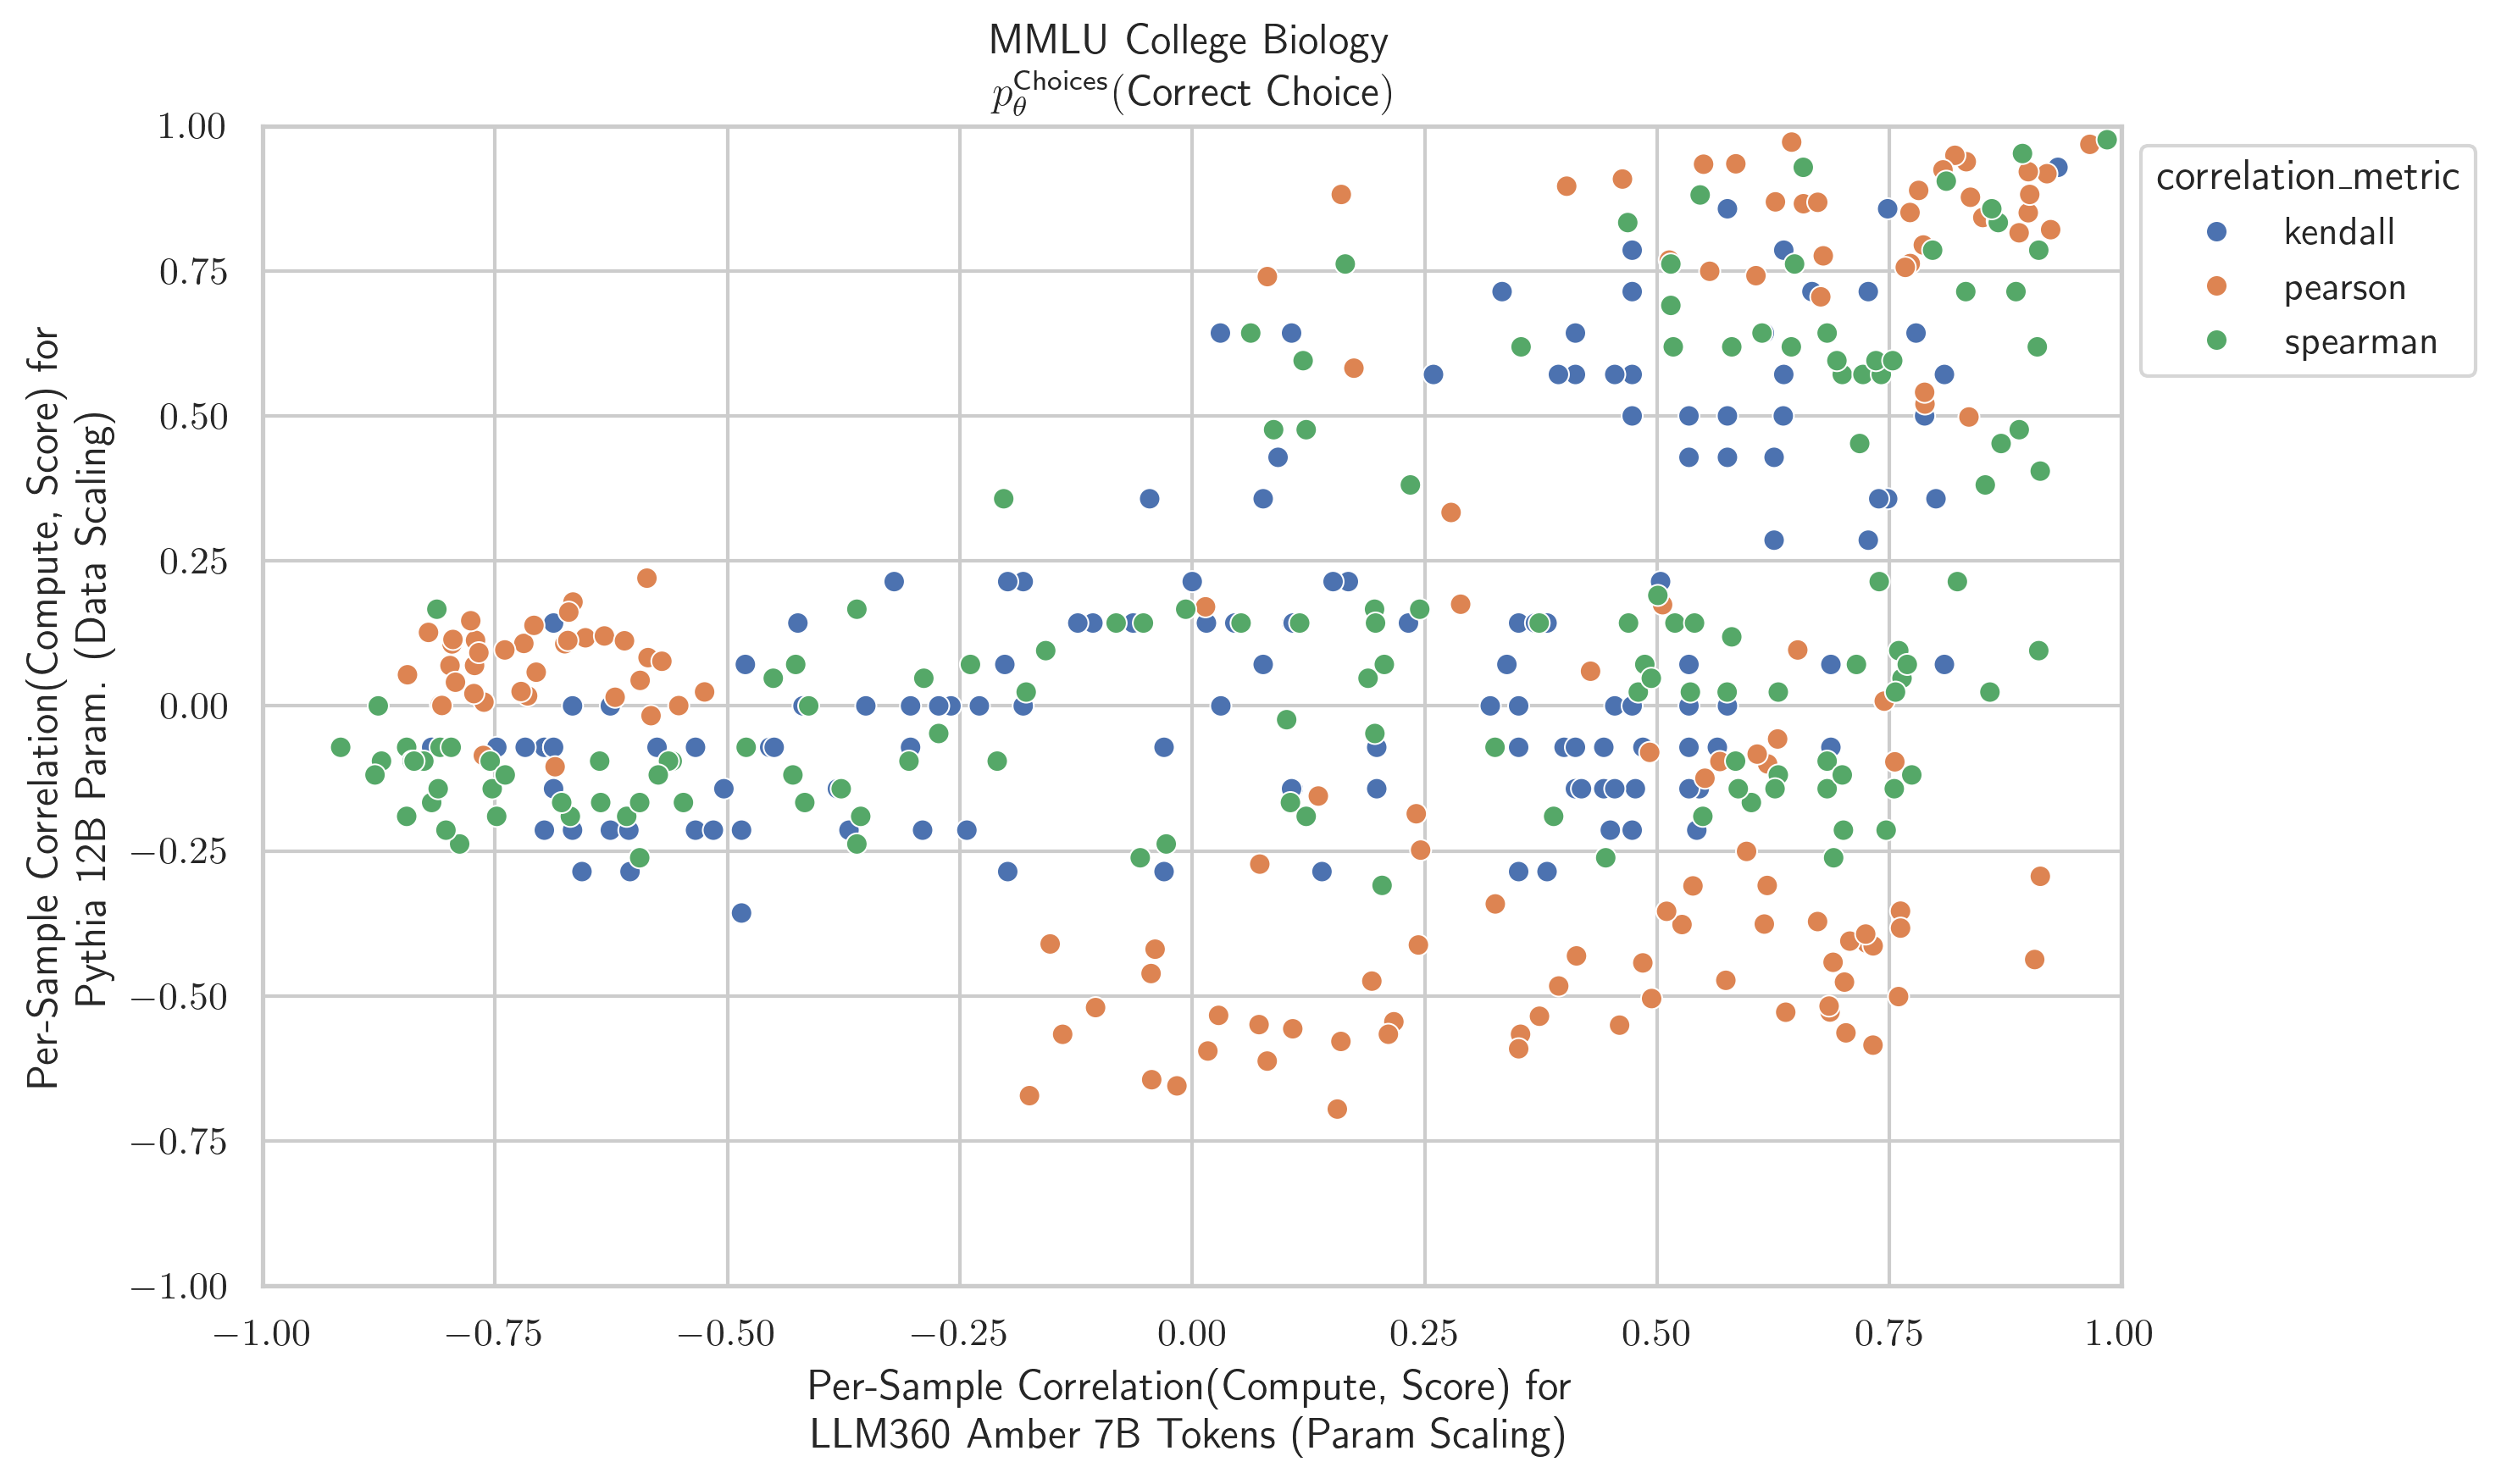 MMLU College Biology
p_θ^Choices(Correct Choice)
Per-Sample Correlation(Compute, Score) for
Pythia 12B Param. (Data Scaling)
1.00
0.75
0.50
0.25
0.00
−0.25
−0.50
−0.75
−1.00
−1.00 −0.75 −0.50 −0.25 0.00 0.25 0.50 0.75 1.00
Per-Sample Correlation(Compute, Score) for
LLM360 Amber 7B Tokens (Param Scaling)
correlation_metric
kendall
pearson
spearman